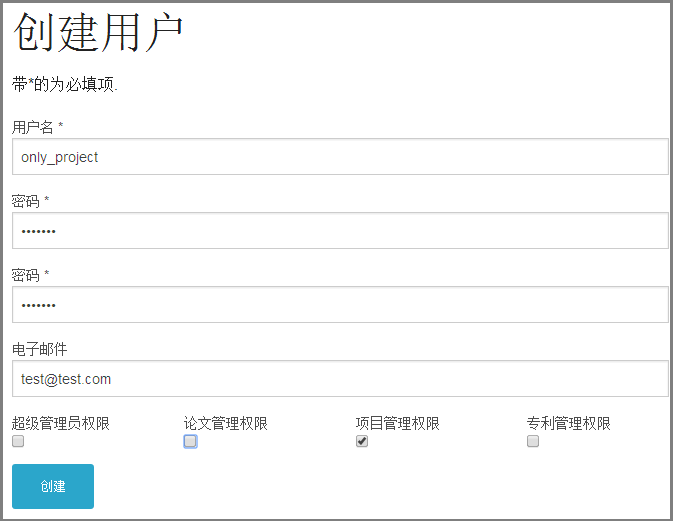 创建用户
带*的为必填项.
用户名 *
only_project
密码 *
•••••••
密码 *
•••••••
电子邮件
test@test.com
超级管理员权限 论文管理权限 项目管理权限 专利管理权限
创建